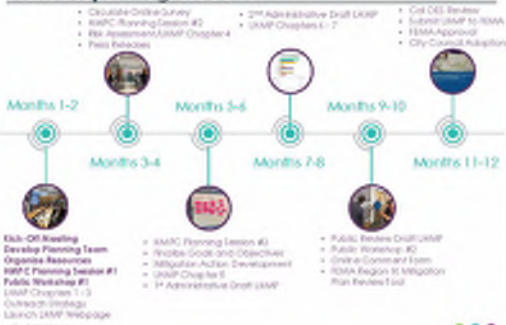 • Circulate Online Survey
• HMPC Planning Session #2
• Risk Assessment/LHMP Chapter 4
• Press Releases
• 2nd Administrative Draft LHMP
• LHMP Chapters 6 - 7
• Cal OES Review
• Submit LHMP to FEMA
• FEMA Approval
• City Council Adoption
Months 1-2
Months 5-6
Months 9-10
Months 3-4
Months 7-8
Months 11-12
Kick-Off Meeting
Develop Planning Team
Organize Resources
HMPC Planning Session #1
Public Workshop #1
LHMP Chapters 1 - 3
Outreach Strategy
Launch LHMP Webpage
• HMPC Planning Session #3
• Finalize Goals and Objectives
• Mitigation Action Development
• LHMP Chapter 5
• 1st Administrative Draft LHMP
• Public Review Draft LHMP
• Public Workshop #2
• Online Comment Form
• FEMA Region IX Mitigation
Plan Review Tool